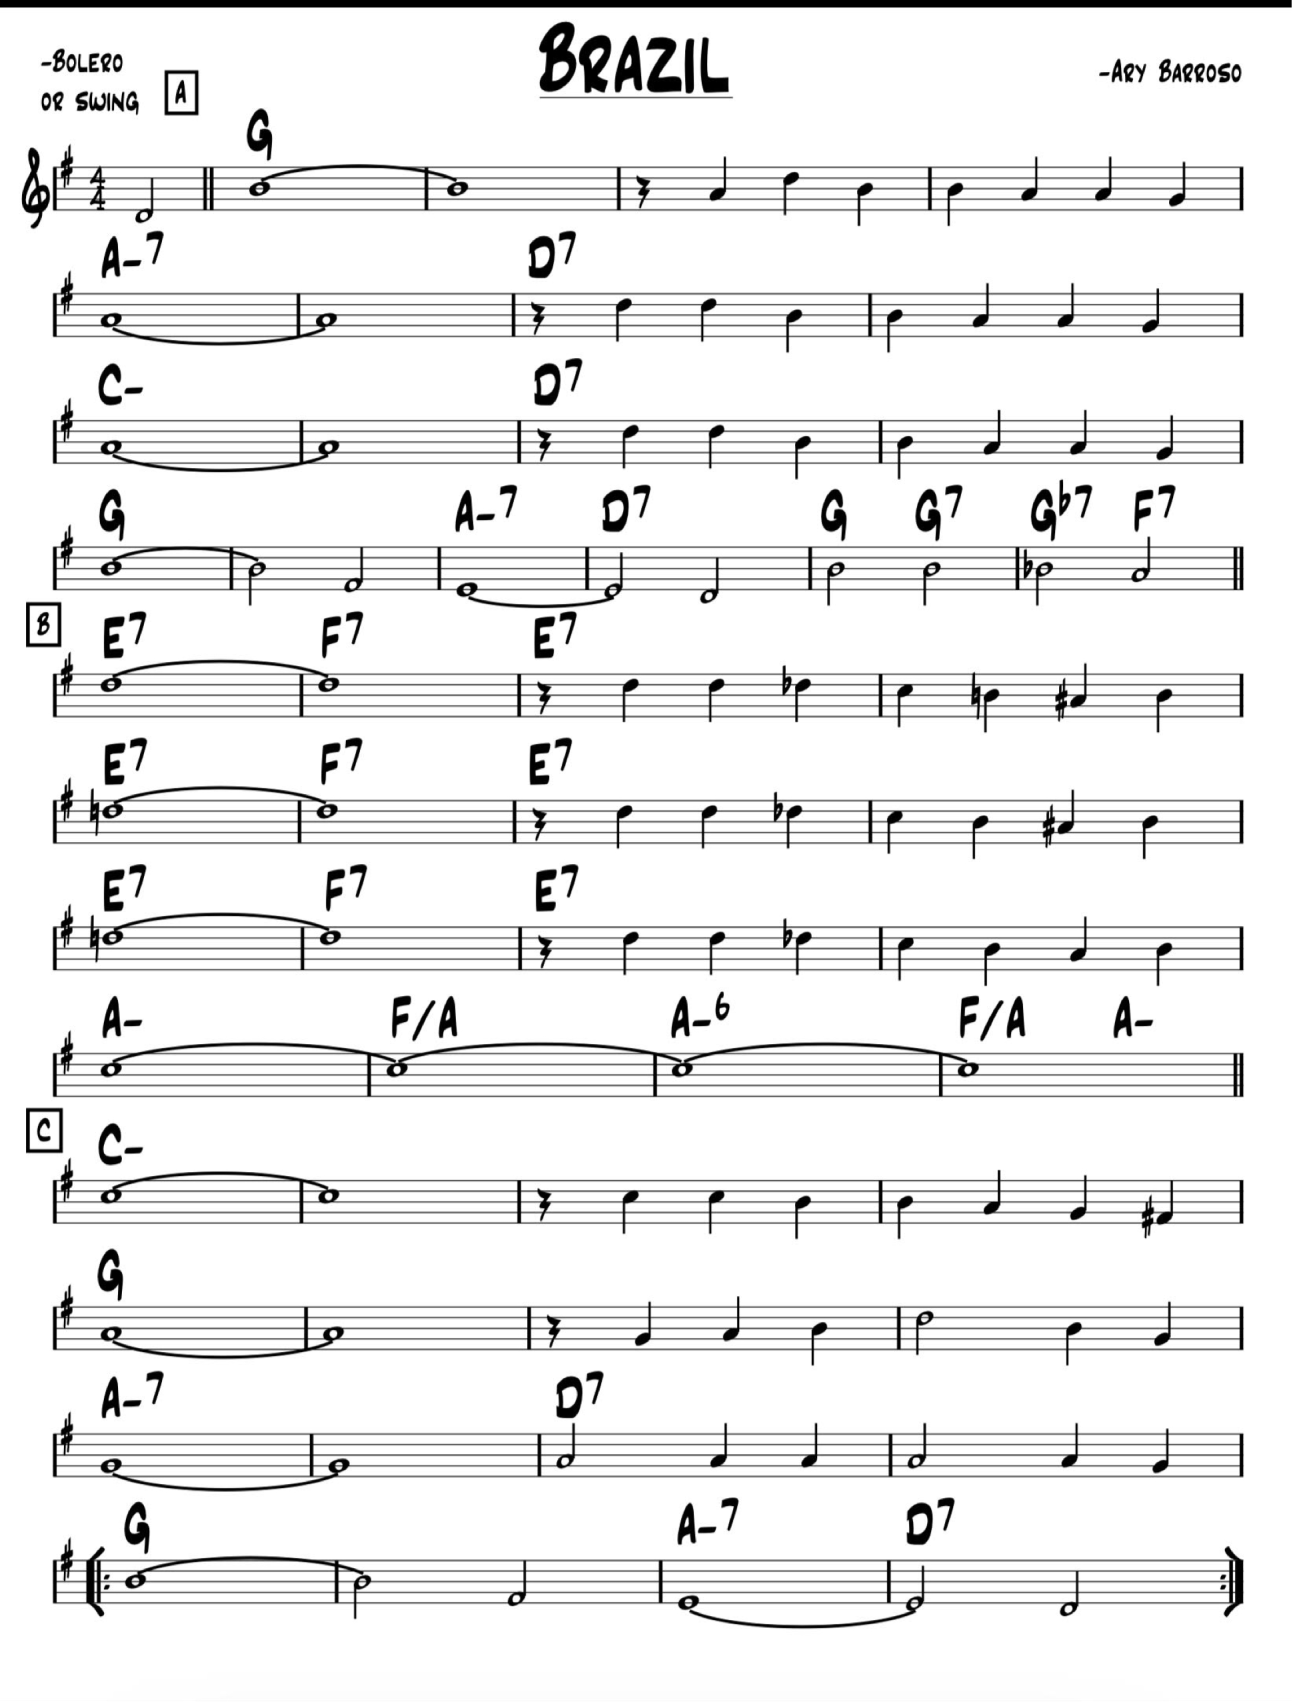 BRAZIL
-BOLERO
OR SWING
-ARY BARROSO
A
4
4
G
A-7 D7
C- D7
G A-7 D7 G G7 G♭7 F7
B
E7 F7 E7
E7 F7 E7
E7 F7 E7
A- F/A A-6 F/A A-
C
C-
G
A-7 D7
G A-7 D7